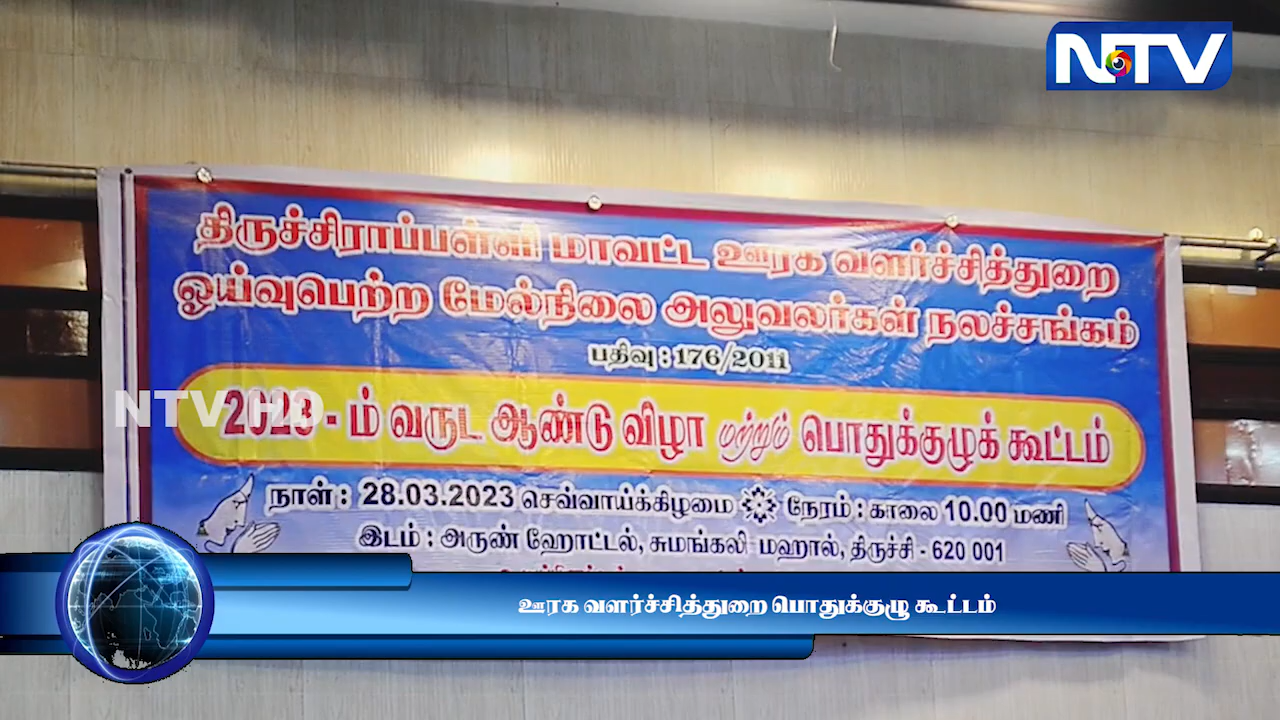 NTV
திருச்சிராப்பள்ளி மாவட்ட ஊரக வளர்ச்சித்துறை
ஓய்வுபெற்ற மேல்நிலை அலுவலர்கள் நலச்சங்கம்
பதிவு : 176/2011
NTV HD
2023 - ம் வருட ஆண்டு விழா மற்றும் பொதுக்குழுக் கூட்டம்
நாள் : 28.03.2023 செவ்வாய்க்கிழமை நேரம் : காலை 10.00 மணி
இடம் : அருண் ஹோட்டல், சுமங்கலி மஹால், திருச்சி - 620 001
ஊரக வளர்ச்சித்துறை பொதுக்குழு கூட்டம்